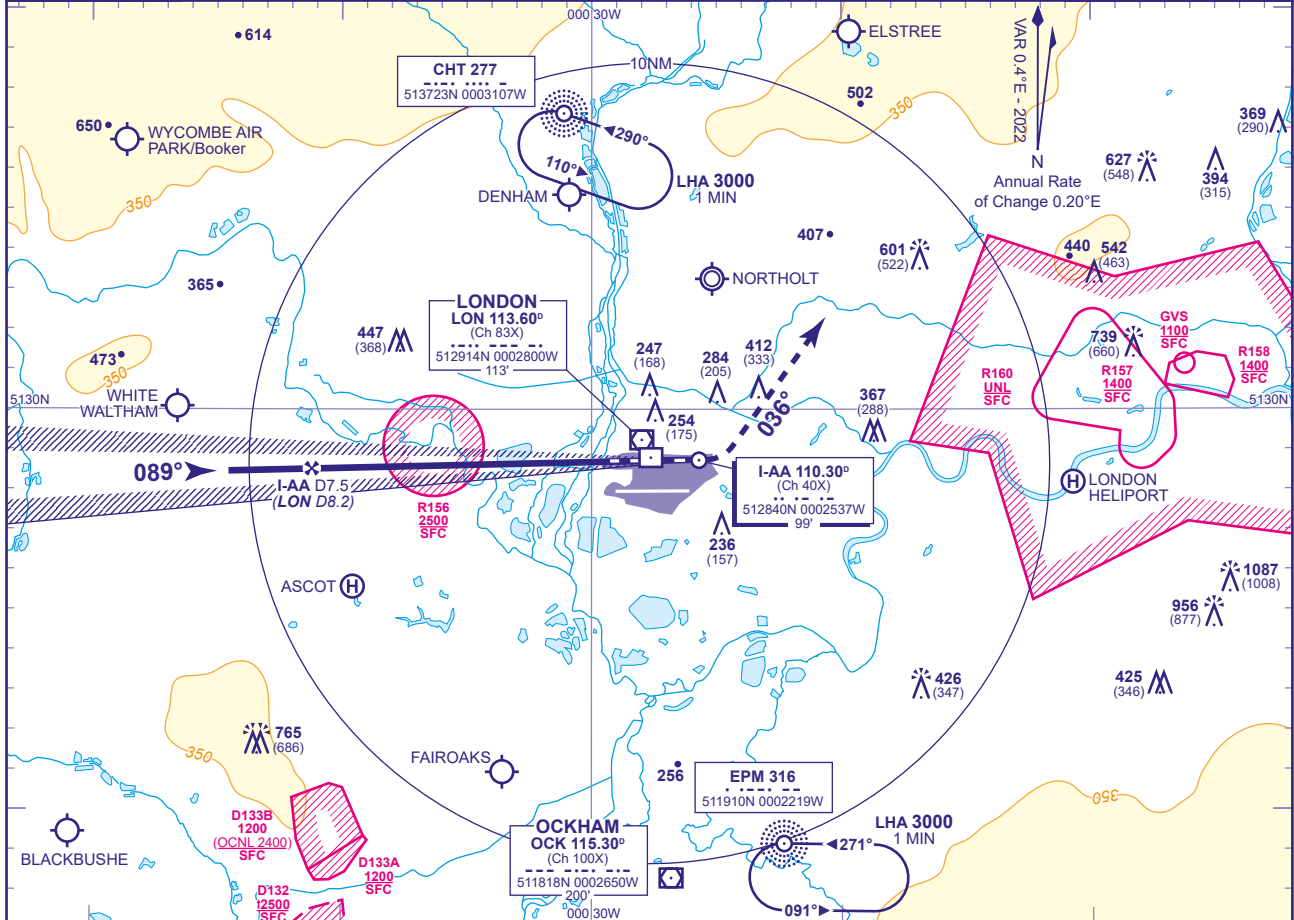 000 30W
614
ELSTREE
CHT 277
-·-· ···· -
513723N 0003107W
10NM
VAR 0.4°E - 2022
502
350
369
(290)
650
WYCOMBE AIR
PARK/Booker
290°
110°
LHA 3000
1 MIN
N
Annual Rate
of Change 0.20°E
627
(548)
394
(315)
350
DENHAM
407
601
(522)
440
542
(463)
365
NORTHOLT
LONDON
LON 113.60D
(Ch 83X)
·-·· --- -·
512914N 0002800W
113'
447
(368)
739
(660)
GVS
1100
SFC
R158
1400
SFC
R157
1400
SFC
R160
UNL
SFC
473
350
247
(168)
284
(205)
412
(333)
WHITE
WALTHAM
5130N
5130N
254
(175)
367
(288)
036°
089°
I-AA D7.5
(LON D8.2)
I-AA 110.30D
(Ch 40X)
·· ·- ·-
512840N 0002537W
99'
LONDON
HELIPORT
R156
2500
SFC
236
(157)
ASCOT
H
H
1087
(1008)
956
(877)
426
(347)
425
(346)
765
(686)
350
FAIROAKS
256
EPM 316
· ·--· --
511910N 0002219W
350
D133B
1200
(OCNL 2400)
SFC
OCKHAM
OCK 115.30D
(Ch 100X)
--- -·-· -·-
511818N 0002650W
200'
LHA 3000
1 MIN
271°
091°
BLACKBUSHE
D133A
1200
SFC
D132
2500
SFC
000 30W